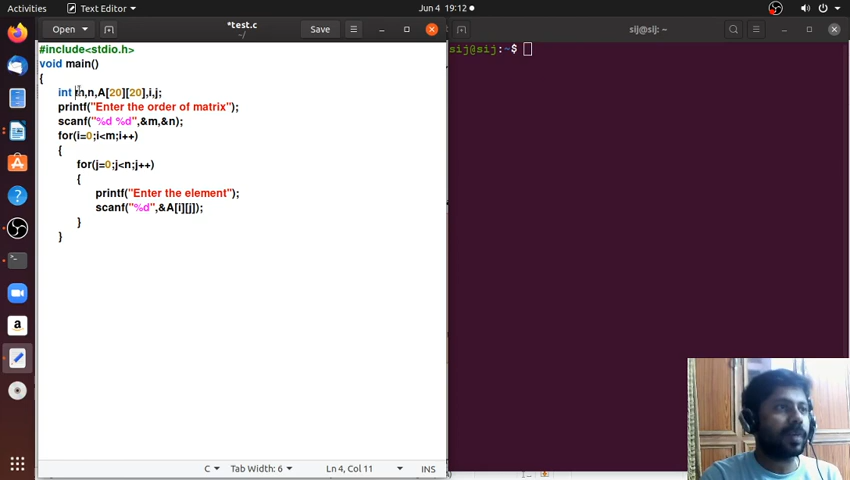 Activities Text Editor Jun 4 19:12
Open *test.c ~/ Save sij@sij: ~
#include<stdio.h>
void main()
{
int m,n,A[20][20],i,j;
printf("Enter the order of matrix");
scanf("%d %d",&m,&n);
for(i=0;i<m;i++)
{
for(j=0;j<n;j++)
{
printf("Enter the element");
scanf("%d",&A[i][j]);
}
}
C Tab Width: 6 Ln 4, Col 11 INS
sij@sij:~$